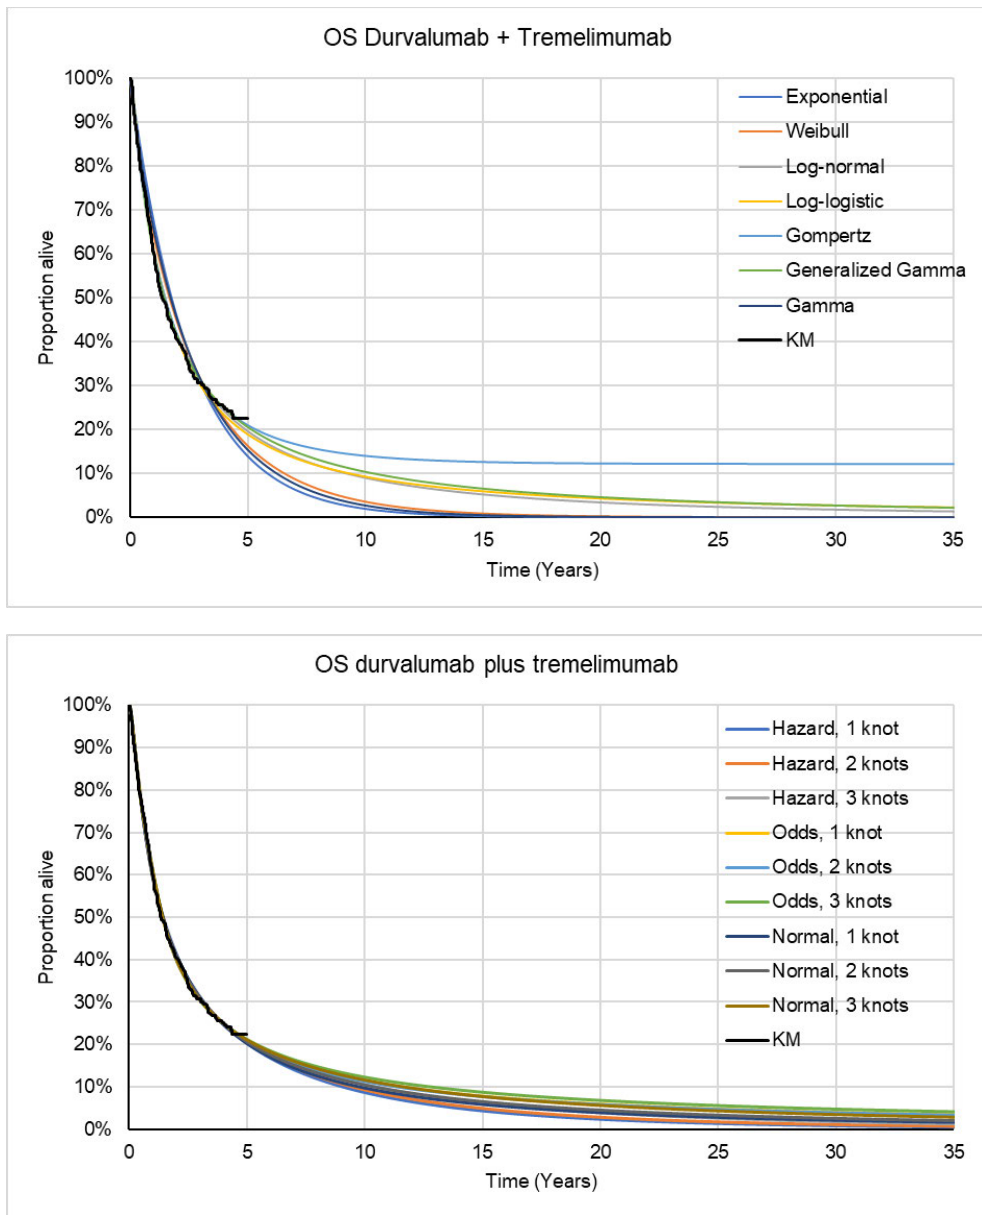 OS Durvalumab + Tremelimumab
100%
90%
80%
70%
60%
50%
40%
30%
20%
10%
0%
Proportion alive
Exponential
Weibull
Log-normal
Log-logistic
Gompertz
Generalized Gamma
Gamma
KM
0 5 10 15 20 25 30 35
Time (Years)
OS durvalumab plus tremelimumab
100%
90%
80%
70%
60%
50%
40%
30%
20%
10%
0%
Proportion alive
Hazard, 1 knot
Hazard, 2 knots
Hazard, 3 knots
Odds, 1 knot
Odds, 2 knots
Odds, 3 knots
Normal, 1 knot
Normal, 2 knots
Normal, 3 knots
KM
0 5 10 15 20 25 30 35
Time (Years)